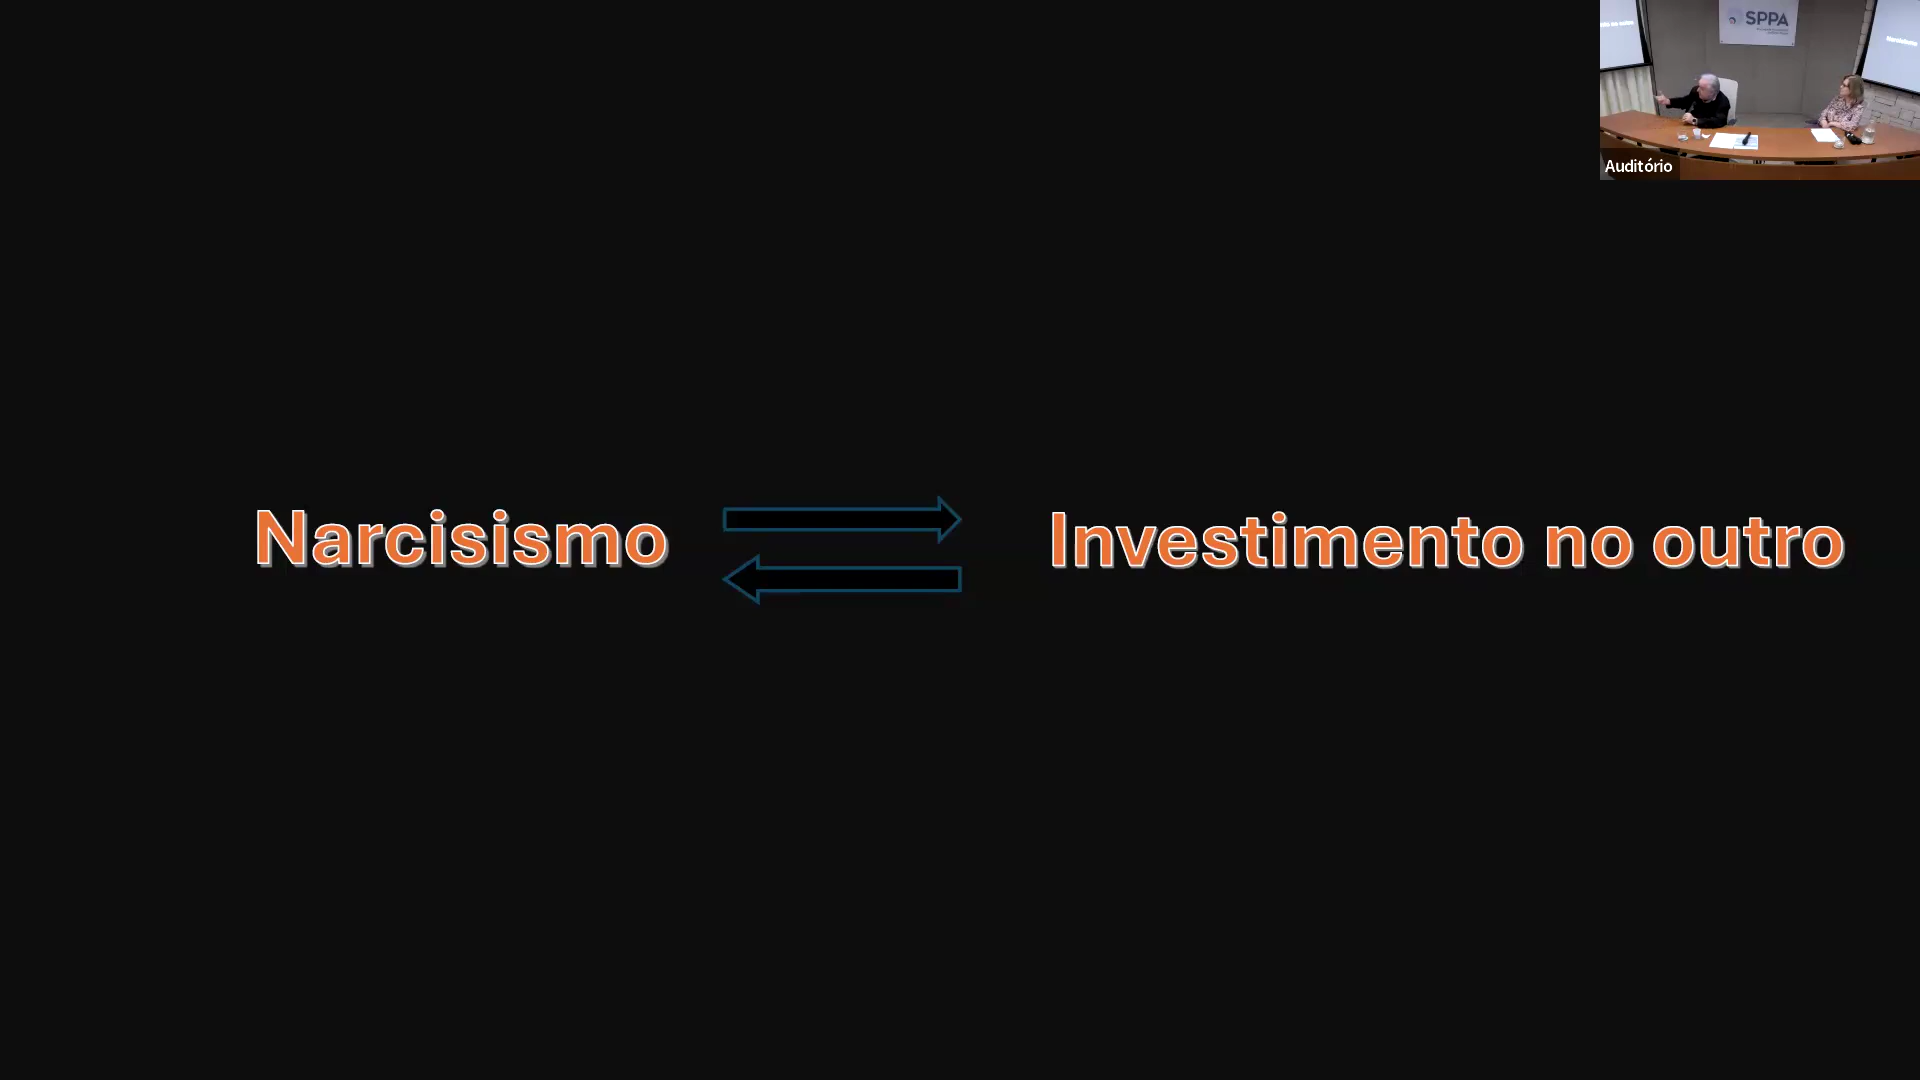 SPPA
Auditório
Narcisismo
Investimento no outro